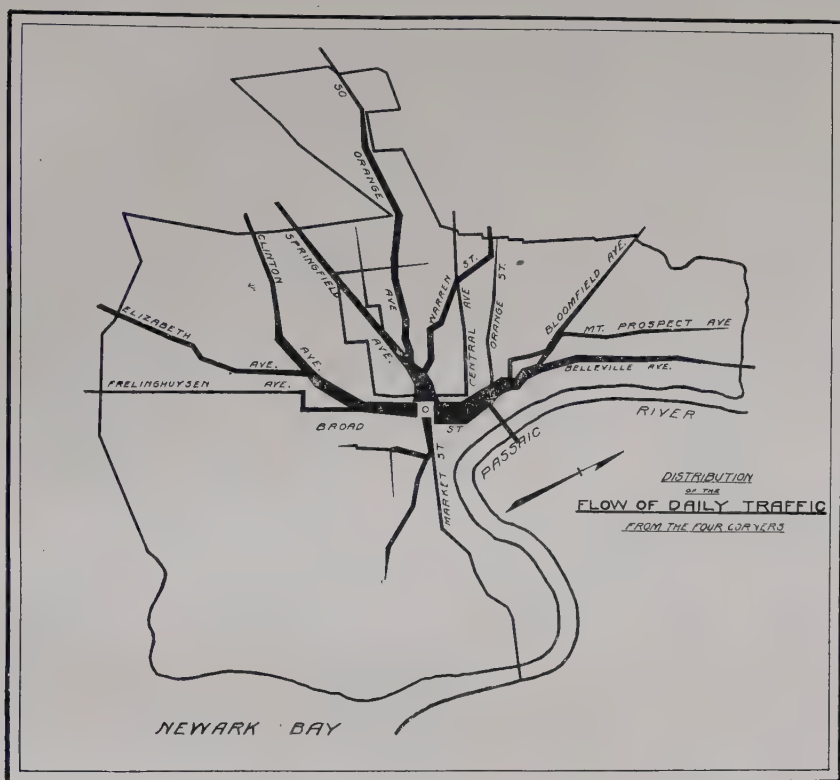 SO
ORANGE
AVE
CLINTON
AVE.
SPRINGFIELD
AVE.
WARREN
ST.
CENTRAL AVE
ORANGE ST.
BLOOMFIELD AVE.
MT. PROSPECT AVE
BELLEVILLE AVE.
ELIZABETH
AVE.
FRELINGHUYSEN AVE.
BROAD
ST
MARKET ST
PASSAIC
RIVER
DISTRIBUTION
OF THE
FLOW OF DAILY TRAFFIC
FROM THE FOUR CORNERS
NEWARK BAY